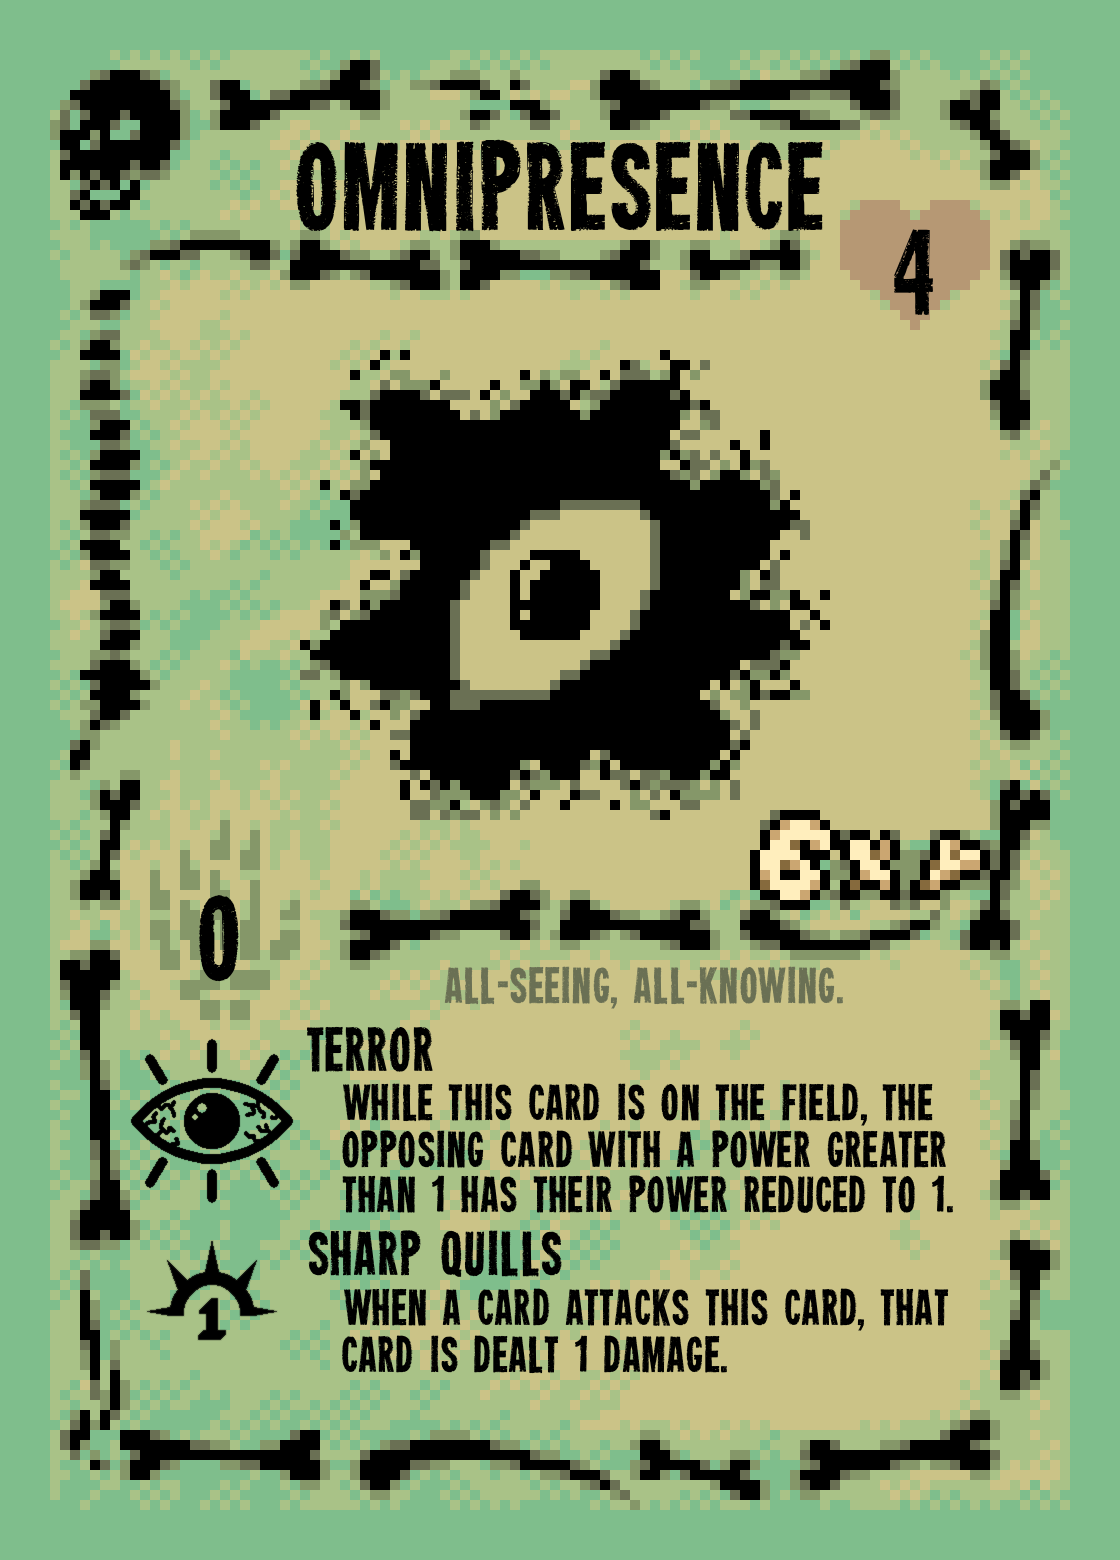 OMNIPRESENCE
4
6 X
0
ALL-SEEING, ALL-KNOWING.
TERROR
WHILE THIS CARD IS ON THE FIELD, THE
OPPOSING CARD WITH A POWER GREATER
THAN 1 HAS THEIR POWER REDUCED TO 1.
SHARP QUILLS
1
WHEN A CARD ATTACKS THIS CARD, THAT
CARD IS DEALT 1 DAMAGE.